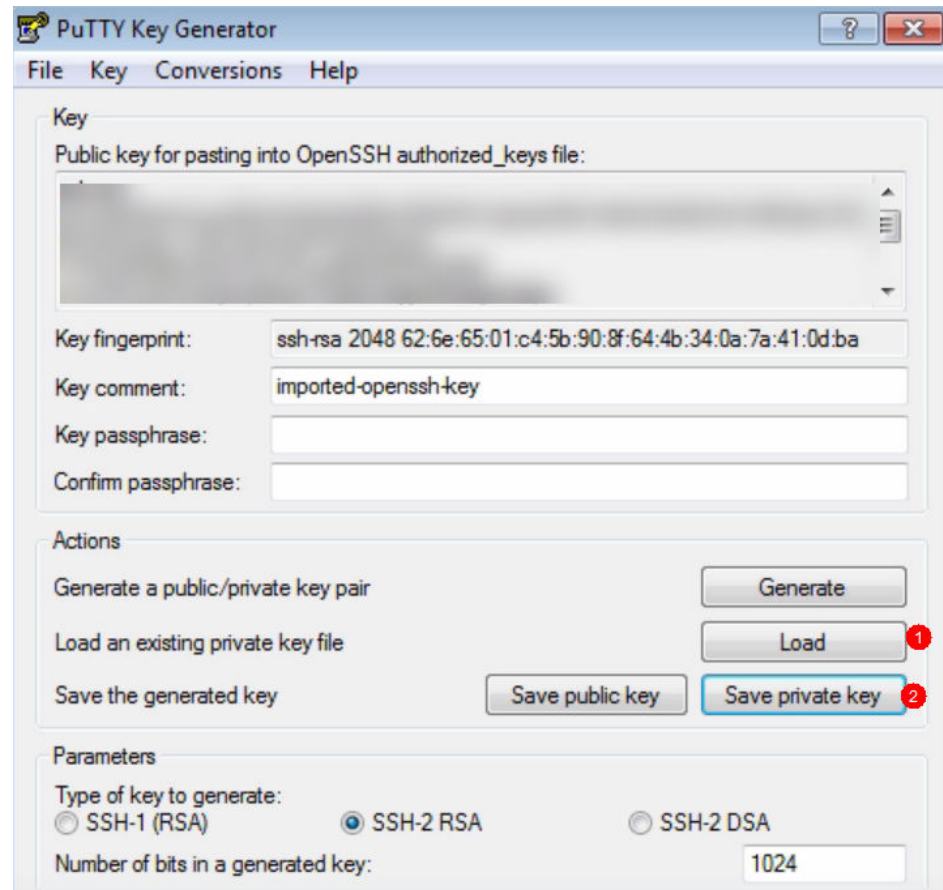 PuTTY Key Generator
File Key Conversions Help
Key
Public key for pasting into OpenSSH authorized_keys file:
Key fingerprint: ssh-rsa 2048 62:6e:65:01:c4:5b:90:8f:64:4b:34:0a:7a:41:0d:ba
Key comment: imported-openssh-key
Key passphrase:
Confirm passphrase:
Actions
Generate a public/private key pair Generate
Load an existing private key file Load 1
Save the generated key Save public key Save private key 2
Parameters
Type of key to generate:
SSH-1 (RSA) SSH-2 RSA SSH-2 DSA
Number of bits in a generated key: 1024